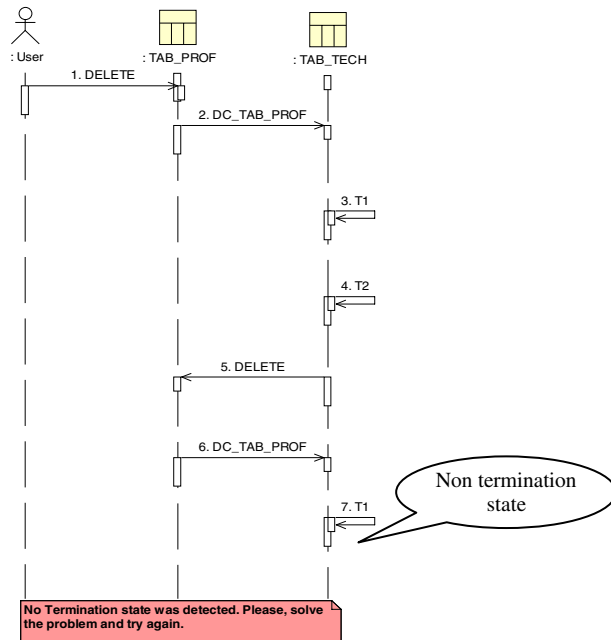 : User
: TAB_PROF
: TAB_TECH
1. DELETE
2. DC_TAB_PROF
3. T1
4. T2
5. DELETE
6. DC_TAB_PROF
7. T1
Non termination
state
No Termination state was detected. Please, solve
the problem and try again.